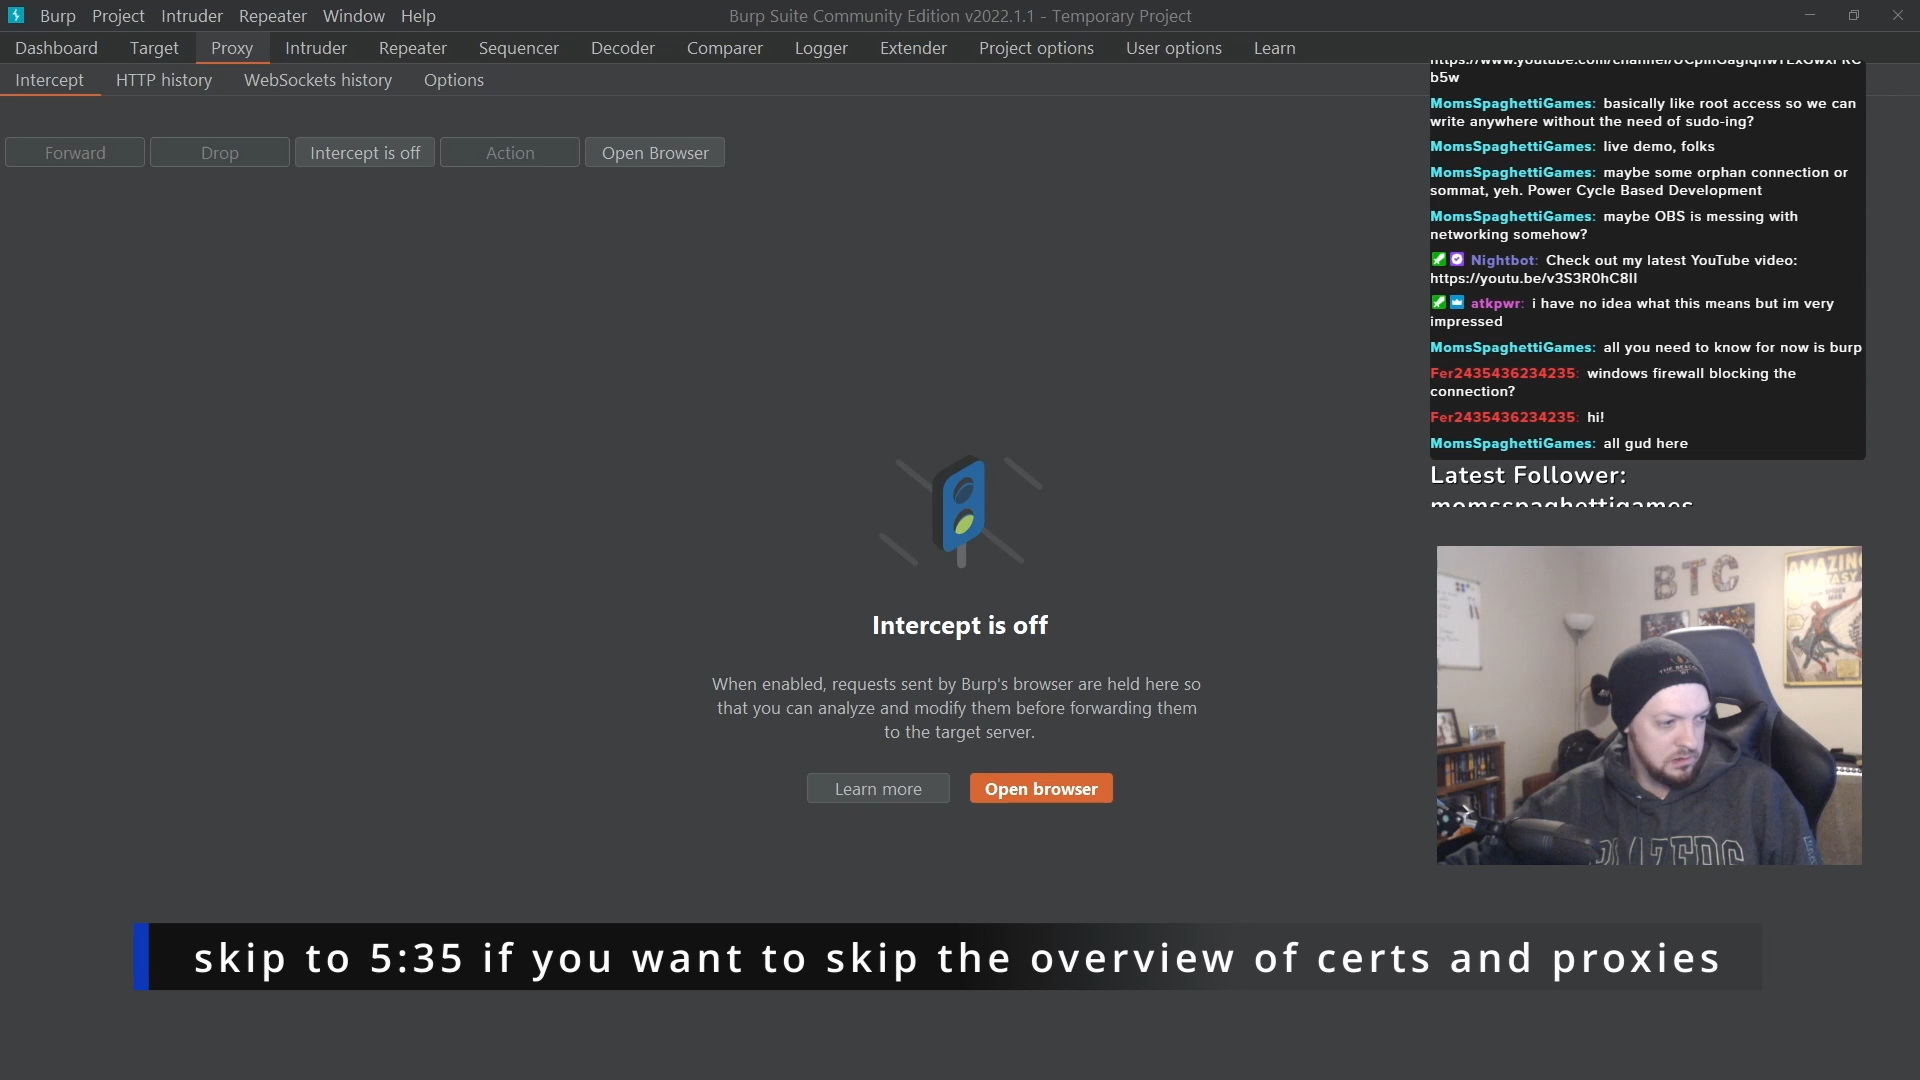 Burp Project Intruder Repeater Window Help
Burp Suite Community Edition v2022.1.1 - Temporary Project
Dashboard Target Proxy Intruder Repeater Sequencer Decoder Comparer Logger Extender Project options User options Learn
Intercept HTTP history WebSockets history Options
Forward Drop Intercept is off Action Open Browser
b5w
MomsSpaghettiGames: basically like root access so we can
write anywhere without the need of sudo-ing?
MomsSpaghettiGames: live demo, folks
MomsSpaghettiGames: maybe some orphan connection or
sommat, yeh. Power Cycle Based Development
MomsSpaghettiGames: maybe OBS is messing with
networking somehow?
Nightbot: Check out my latest YouTube video:
https://youtu.be/v3S3R0hC8II
atkpwr: i have no idea what this means but im very
impressed
MomsSpaghettiGames: all you need to know for now is burp
Fer2435436234235: windows firewall blocking the
connection?
Fer2435436234235: hi!
MomsSpaghettiGames: all gud here
Latest Follower:
momsspaghettigames
Intercept is off
When enabled, requests sent by Burp's browser are held here so
that you can analyze and modify them before forwarding them
to the target server.
Learn more Open browser
BTC
AMAZING
skip to 5:35 if you want to skip the overview of certs and proxies